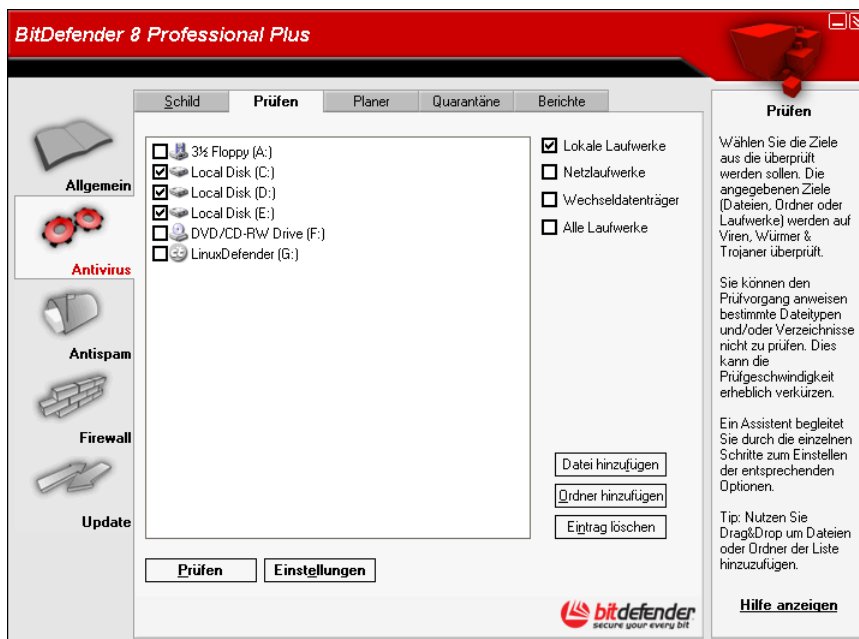 BitDefender 8 Professional Plus
Schild
Prüfen
Planer
Quarantäne
Berichte
Allgemein
Antivirus
Antispam
Firewall
Update
3½ Floppy (A:)
Local Disk (C:)
Local Disk (D:)
Local Disk (E:)
DVD/CD-RW Drive (F:)
LinuxDefender (G:)
Lokale Laufwerke
Netzlaufwerke
Wechseldatenträger
Alle Laufwerke
Datei hinzufügen
Ordner hinzufügen
Eintrag löschen
Prüfen
Einstellungen
bitdefender
secure your every bit
Prüfen
Wählen Sie die Ziele
aus die überprüft
werden sollen. Die
angegebenen Ziele
(Dateien, Ordner oder
Laufwerke) werden auf
Viren, Würmer &
Trojaner überprüft.
Sie können den
Prüfvorgang anweisen
bestimmte Dateitypen
und/oder Verzeichnisse
nicht zu prüfen. Dies
kann die
Prüfgeschwindigkeit
erheblich verkürzen.
Ein Assistent begleitet
Sie durch die einzelnen
Schritte zum Einstellen
der entsprechenden
Optionen.
Tip: Nutzen Sie
Drag&Drop um Dateien
oder Ordner der Liste
hinzuzufügen.
Hilfe anzeigen